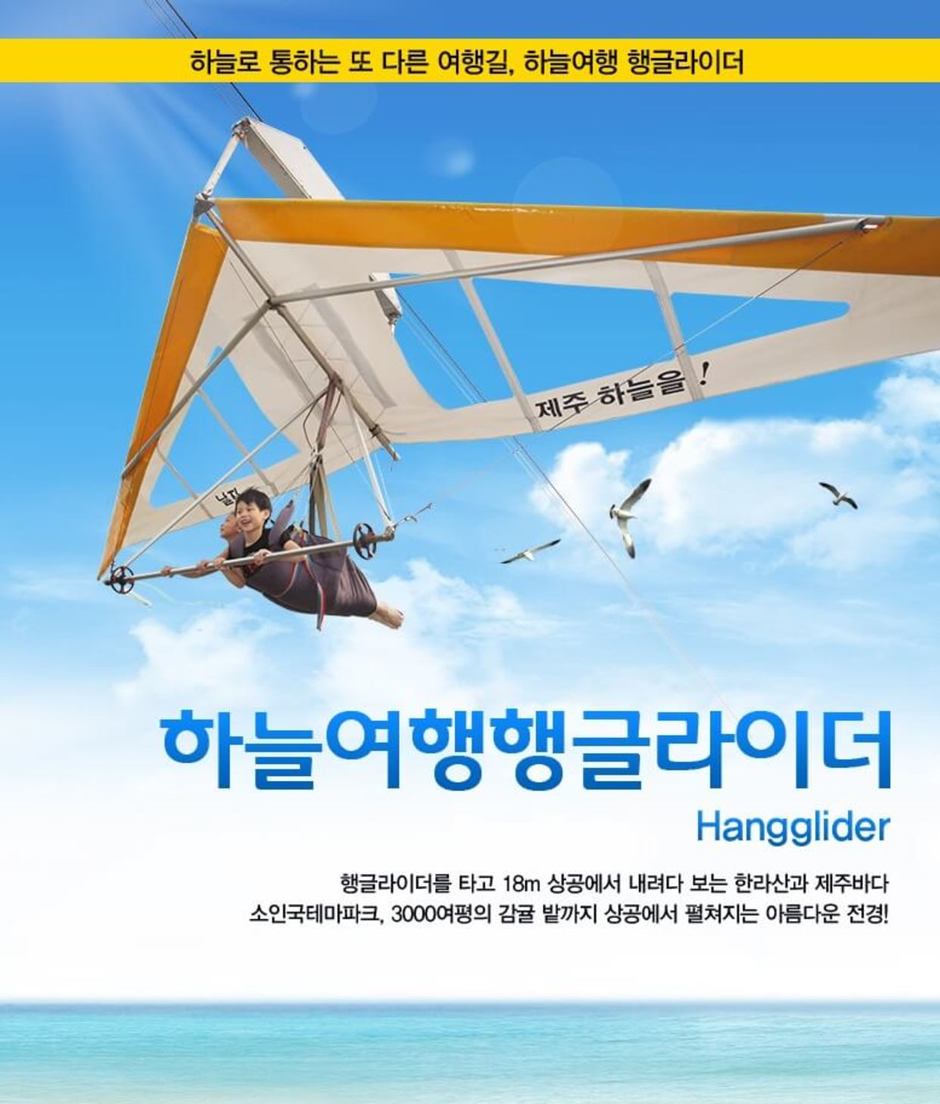 하늘로 통하는 또 다른 여행길, 하늘여행 행글라이더
제주 하늘을!
날자
하늘여행행글라이더
Hangglider
행글라이더를 타고 18m 상공에서 내려다 보는 한라산과 제주바다
소인국테마파크, 3000여평의 감귤 밭까지 상공에서 펼쳐지는 아름다운 전경!